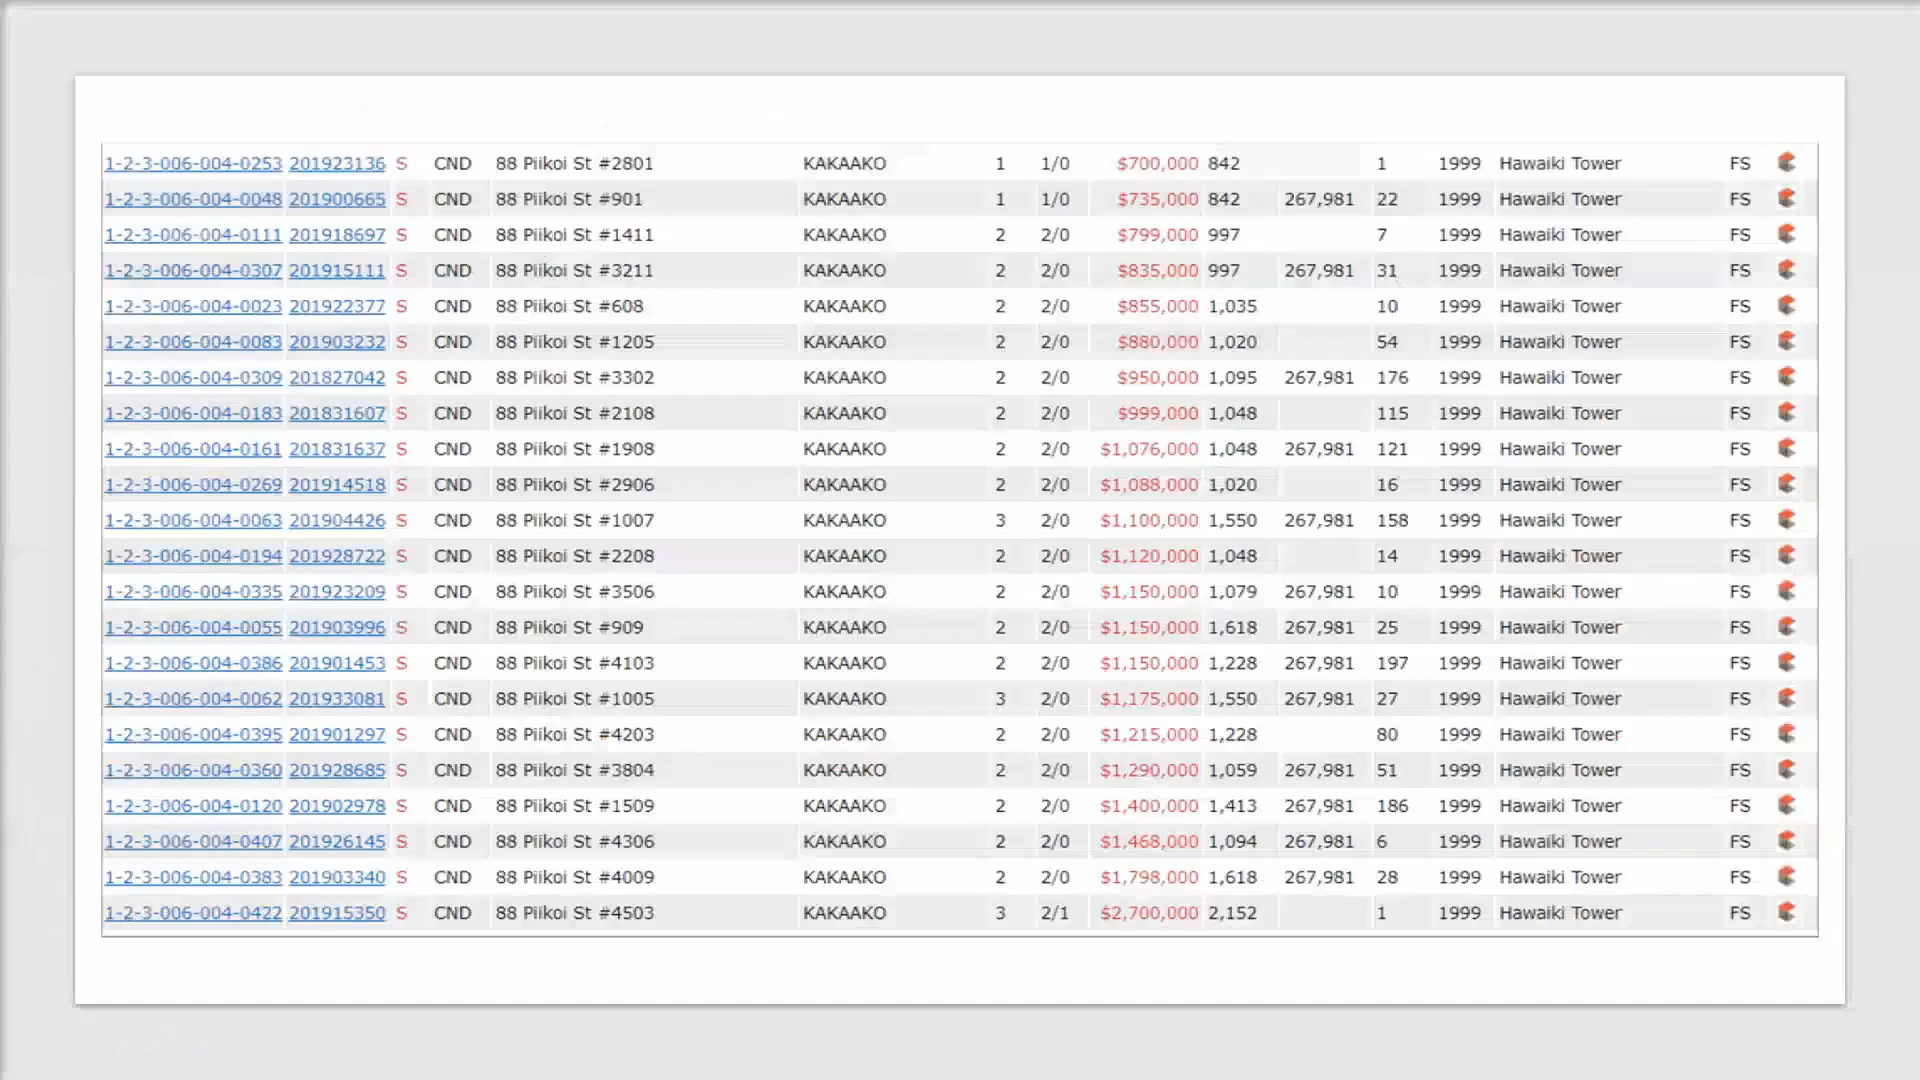 1-2-3-006-004-0253 201923136 S CND 88 Piikoi St #2801 KAKAAKO 1 1/0 $700,000 842 1 1999 Hawaiki Tower FS
1-2-3-006-004-0048 201900665 S CND 88 Piikoi St #901 KAKAAKO 1 1/0 $735,000 842 267,981 22 1999 Hawaiki Tower FS
1-2-3-006-004-0111 201918697 S CND 88 Piikoi St #1411 KAKAAKO 2 2/0 $799,000 997 7 1999 Hawaiki Tower FS
1-2-3-006-004-0307 201915111 S CND 88 Piikoi St #3211 KAKAAKO 2 2/0 $835,000 997 267,981 31 1999 Hawaiki Tower FS
1-2-3-006-004-0023 201922377 S CND 88 Piikoi St #608 KAKAAKO 2 2/0 $855,000 1,035 10 1999 Hawaiki Tower FS
1-2-3-006-004-0083 201903232 S CND 88 Piikoi St #1205 KAKAAKO 2 2/0 $880,000 1,020 54 1999 Hawaiki Tower FS
1-2-3-006-004-0309 201827042 S CND 88 Piikoi St #3302 KAKAAKO 2 2/0 $950,000 1,095 267,981 176 1999 Hawaiki Tower FS
1-2-3-006-004-0183 201831607 S CND 88 Piikoi St #2108 KAKAAKO 2 2/0 $999,000 1,048 115 1999 Hawaiki Tower FS
1-2-3-006-004-0161 201831637 S CND 88 Piikoi St #1908 KAKAAKO 2 2/0 $1,076,000 1,048 267,981 121 1999 Hawaiki Tower FS
1-2-3-006-004-0269 201914518 S CND 88 Piikoi St #2906 KAKAAKO 2 2/0 $1,088,000 1,020 16 1999 Hawaiki Tower FS
1-2-3-006-004-0063 201904426 S CND 88 Piikoi St #1007 KAKAAKO 3 2/0 $1,100,000 1,550 267,981 158 1999 Hawaiki Tower FS
1-2-3-006-004-0194 201928722 S CND 88 Piikoi St #2208 KAKAAKO 2 2/0 $1,120,000 1,048 14 1999 Hawaiki Tower FS
1-2-3-006-004-0335 201923209 S CND 88 Piikoi St #3506 KAKAAKO 2 2/0 $1,150,000 1,079 267,981 10 1999 Hawaiki Tower FS
1-2-3-006-004-0055 201903996 S CND 88 Piikoi St #909 KAKAAKO 2 2/0 $1,150,000 1,618 267,981 25 1999 Hawaiki Tower FS
1-2-3-006-004-0386 201901453 S CND 88 Piikoi St #4103 KAKAAKO 2 2/0 $1,150,000 1,228 267,981 197 1999 Hawaiki Tower FS
1-2-3-006-004-0062 201933081 S CND 88 Piikoi St #1005 KAKAAKO 3 2/0 $1,175,000 1,550 267,981 27 1999 Hawaiki Tower FS
1-2-3-006-004-0395 201901297 S CND 88 Piikoi St #4203 KAKAAKO 2 2/0 $1,215,000 1,228 80 1999 Hawaiki Tower FS
1-2-3-006-004-0360 201928685 S CND 88 Piikoi St #3804 KAKAAKO 2 2/0 $1,290,000 1,059 267,981 51 1999 Hawaiki Tower FS
1-2-3-006-004-0120 201902978 S CND 88 Piikoi St #1509 KAKAAKO 2 2/0 $1,400,000 1,413 267,981 186 1999 Hawaiki Tower FS
1-2-3-006-004-0407 201926145 S CND 88 Piikoi St #4306 KAKAAKO 2 2/0 $1,468,000 1,094 267,981 6 1999 Hawaiki Tower FS
1-2-3-006-004-0383 201903340 S CND 88 Piikoi St #4009 KAKAAKO 2 2/0 $1,798,000 1,618 267,981 28 1999 Hawaiki Tower FS
1-2-3-006-004-0422 201915350 S CND 88 Piikoi St #4503 KAKAAKO 3 2/1 $2,700,000 2,152 1 1999 Hawaiki Tower FS